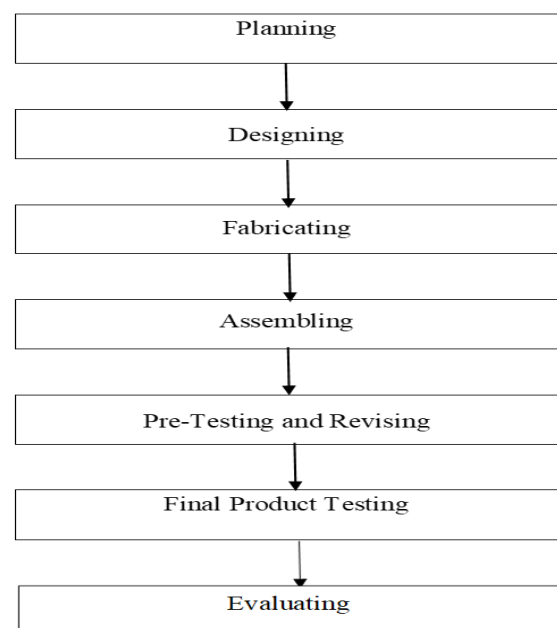 Planning
Designing
Fabricating
Assembling
Pre-Testing and Revising
Final Product Testing
Evaluating